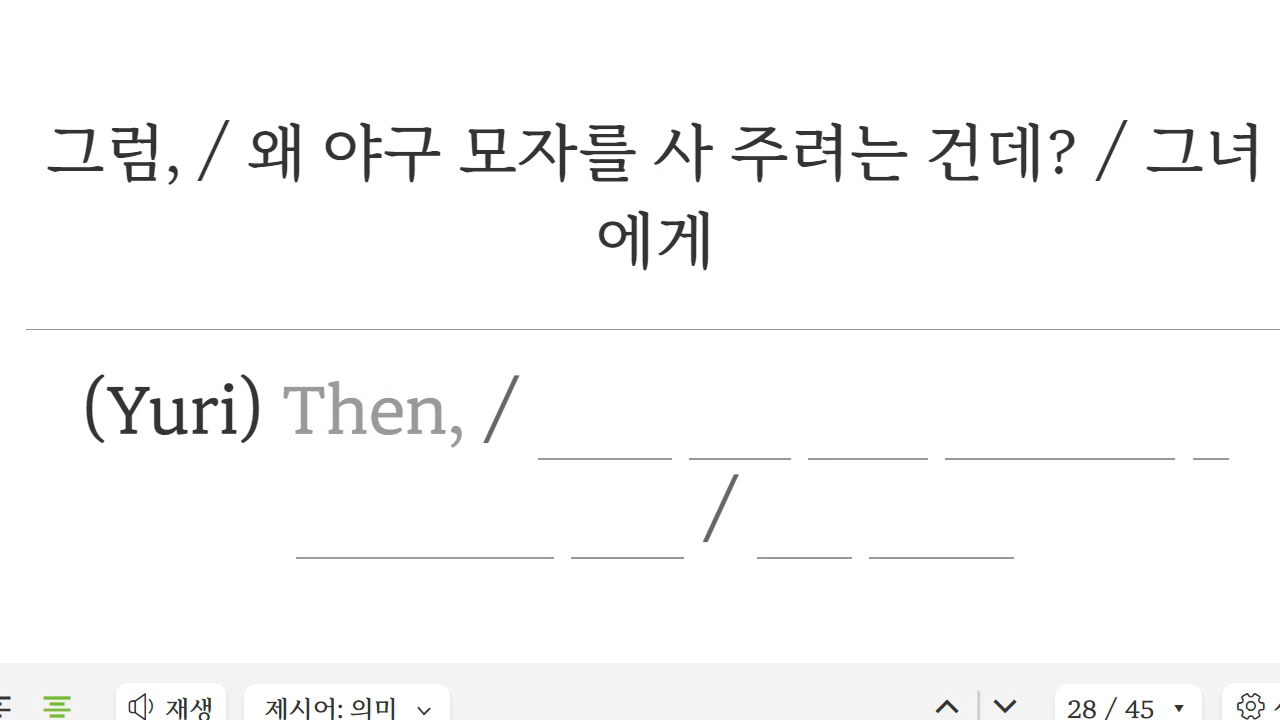 그럼, / 왜 야구 모자를 사 주려는 건데? / 그녀
에게
(Yuri) Then, /
/
재생 제시어: 의미 28 / 45